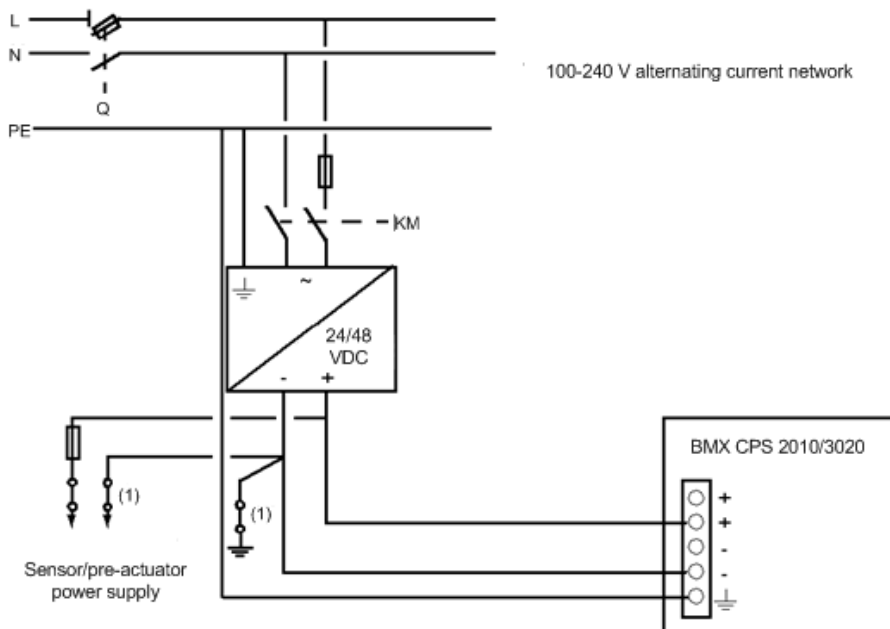 L
N
100-240 V alternating current network
Q
PE
KM
~
24/48
VDC
- +
BMX CPS 2010/3020
+
+
-
-
(1)
(1)
Sensor/pre-actuator
power supply